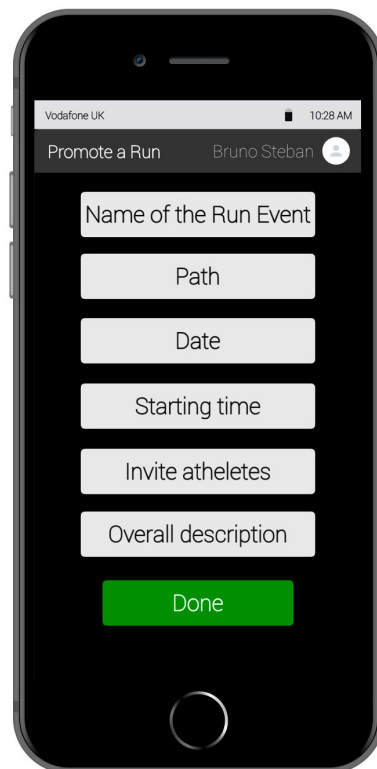 Vodafone UK 10:28 AM
Promote a Run Bruno Steban
Name of the Run Event
Path
Date
Starting time
Invite atheletes
Overall description
Done